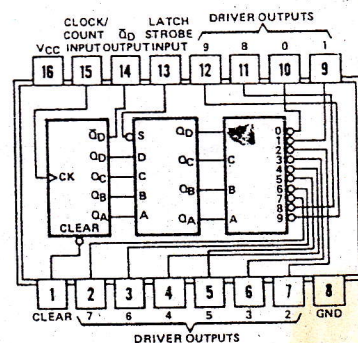 CLOCK/ LATCH
COUNT Q̄D STROBE DRIVER OUTPUTS
VCC INPUT OUTPUT INPUT 9 8 0 1
16 15 14 13 12 11 10 9
Q̄D S QD 0
1
QD D 2
QC C QC C 3
CK 4
5
QB B QB B 6
7
QA A QA A 8
CLEAR 9
1 2 3 4 5 6 7 8
CLEAR 7 6 4 5 3 2 GND
DRIVER OUTPUTS